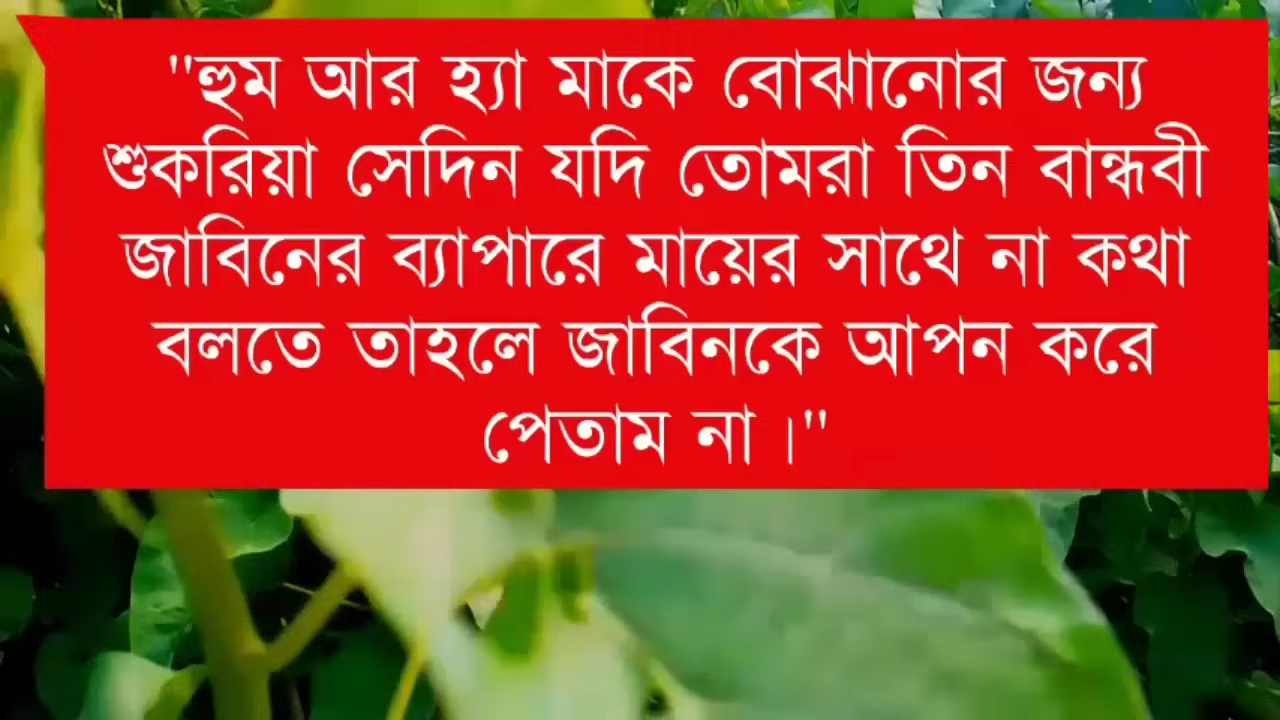 "হুম আর হ্যা মাকে বোঝানোর জন্য
শুকরিয়া সেদিন যদি তোমরা তিন বান্ধবী
জাবিনের ব্যাপারে মায়ের সাথে না কথা
বলতে তাহলে জাবিনকে আপন করে
পেতাম না।"